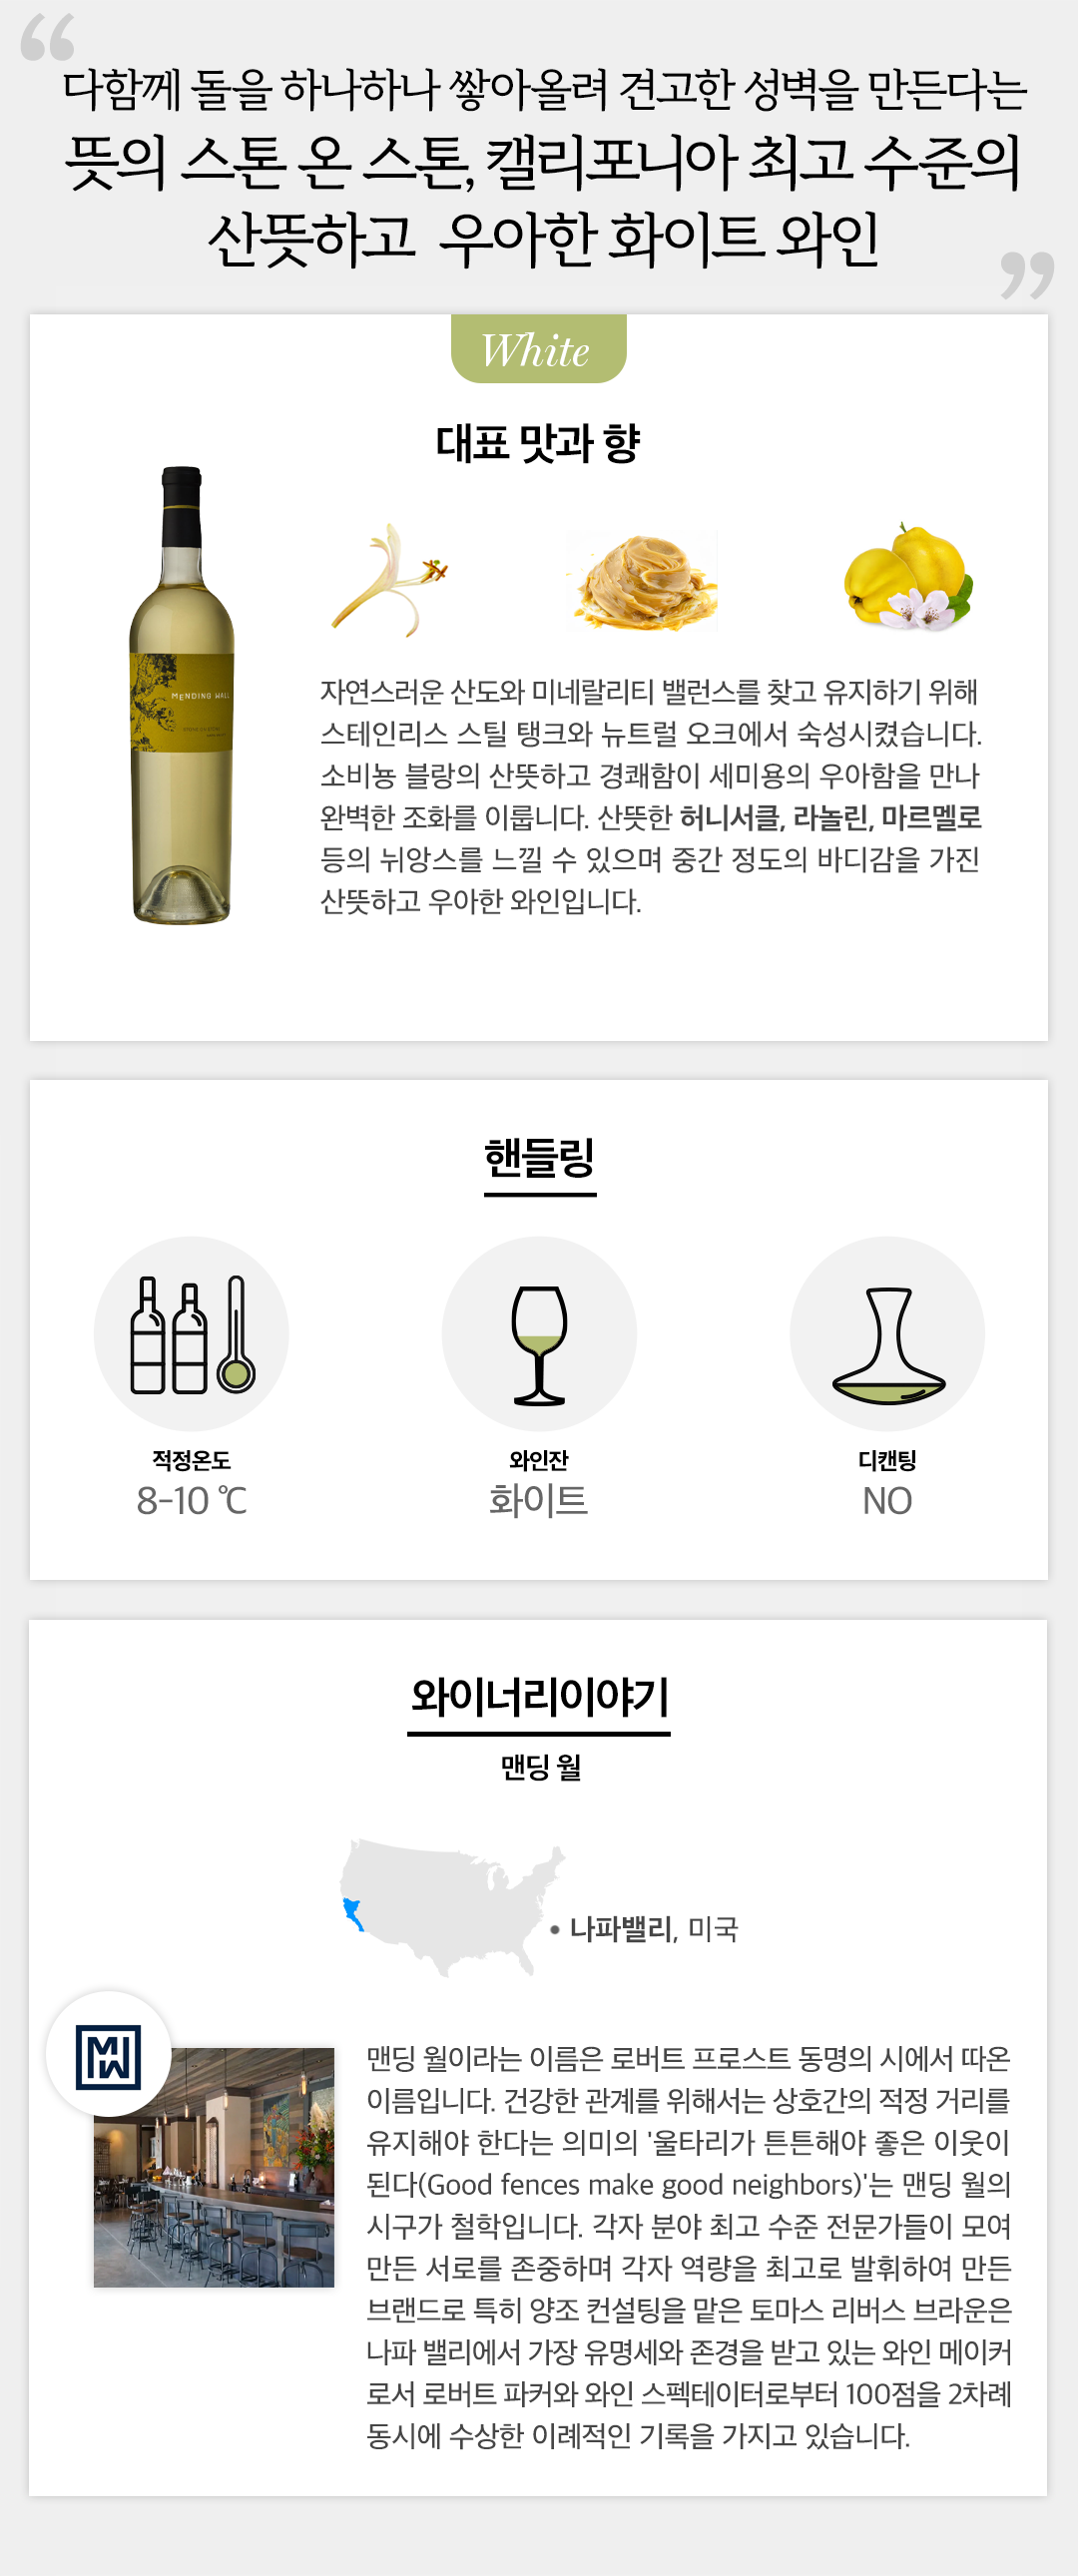 “
다함께 돌을 하나하나 쌓아올려 견고한 성벽을 만든다는
뜻의 스톤 온 스톤, 캘리포니아 최고 수준의
산뜻하고 우아한 화이트 와인
”
White
대표 맛과 향
MENDING WALL
자연스러운 산도와 미네랄리티 밸런스를 찾고 유지하기 위해
스테인리스 스틸 탱크와 뉴트럴 오크에서 숙성시켰습니다.
소비뇽 블랑의 산뜻하고 경쾌함이 세미용의 우아함을 만나
완벽한 조화를 이룹니다. 산뜻한 허니서클, 라놀린, 마르멜로
등의 뉘앙스를 느낄 수 있으며 중간 정도의 바디감을 가진
산뜻하고 우아한 와인입니다.
핸들링
적정온도
8-10 ℃
와인잔
화이트
디캔팅
NO
와이너리이야기
맨딩 월
• 나파밸리, 미국
MW
맨딩 월이라는 이름은 로버트 프로스트 동명의 시에서 따온
이름입니다. 건강한 관계를 위해서는 상호간의 적정 거리를
유지해야 한다는 의미의 '울타리가 튼튼해야 좋은 이웃이
된다(Good fences make good neighbors)'는 맨딩 월의
시구가 철학입니다. 각자 분야 최고 수준 전문가들이 모여
만든 서로를 존중하며 각자 역량을 최고로 발휘하여 만든
브랜드로 특히 양조 컨설팅을 맡은 토마스 리버스 브라운은
나파 밸리에서 가장 유명세와 존경을 받고 있는 와인 메이커
로서 로버트 파커와 와인 스펙테이터로부터 100점을 2차례
동시에 수상한 이례적인 기록을 가지고 있습니다.